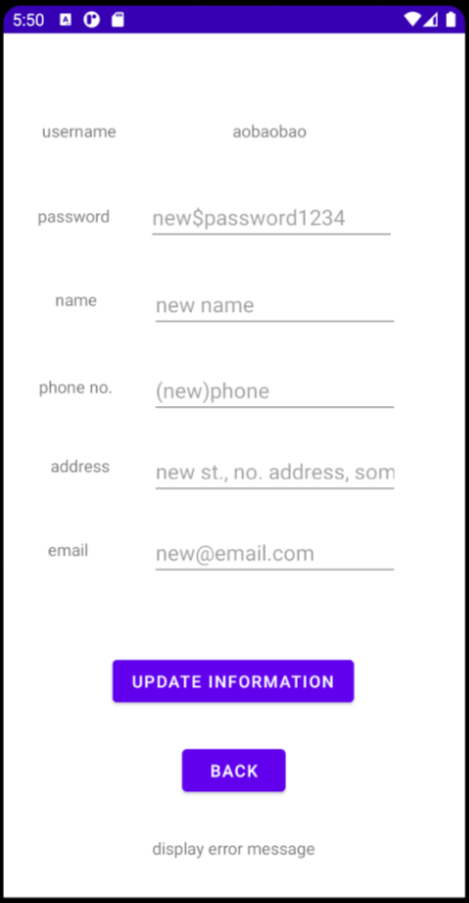 5:50
username aobaobao
password new$password1234
name new name
phone no. (new)phone
address new st., no. address, som
email new@email.com
UPDATE INFORMATION
BACK
display error message